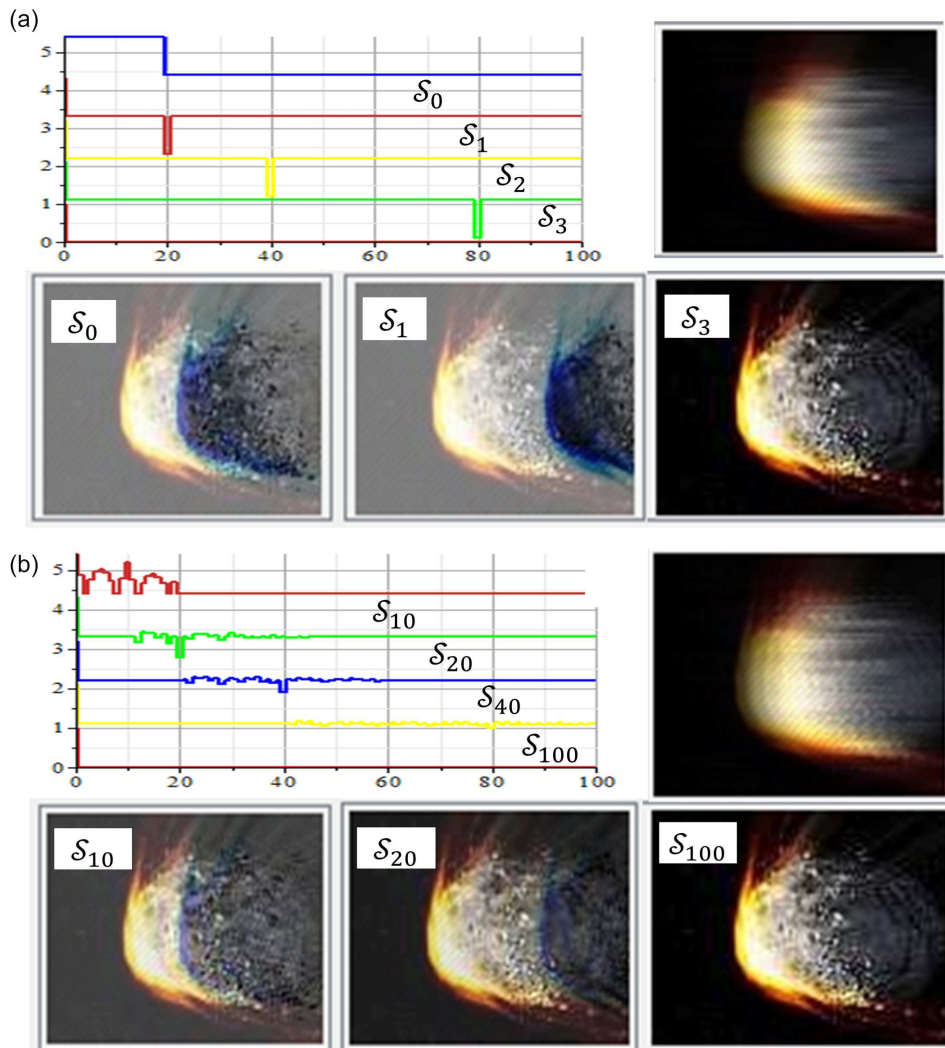 (a)
5
4
3
2
1
0
0 20 40 60 80 100
𝒮₀
𝒮₁
𝒮₂
𝒮₃
𝒮₀
𝒮₁
𝒮₃
(b)
5
4
3
2
1
0
0 20 40 60 80 100
𝒮₁₀
𝒮₂₀
𝒮₄₀
𝒮₁₀₀
𝒮₁₀
𝒮₂₀
𝒮₁₀₀